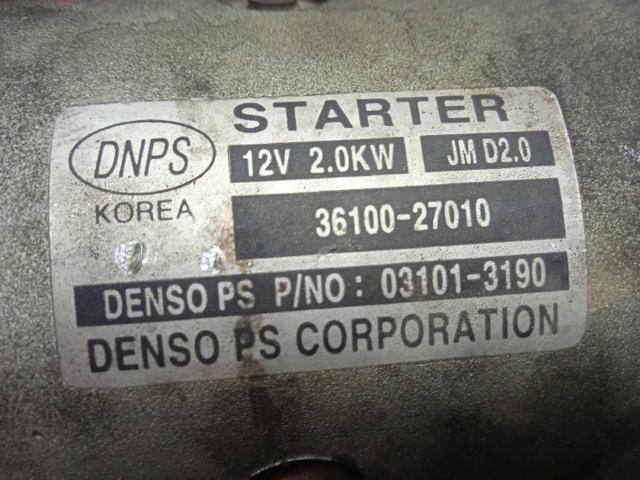 STARTER
DNPS
12V 2.0KW JM D2.0
KOREA
36100-27010
DENSO PS P/NO: 03101-3190
DENSO PS CORPORATION